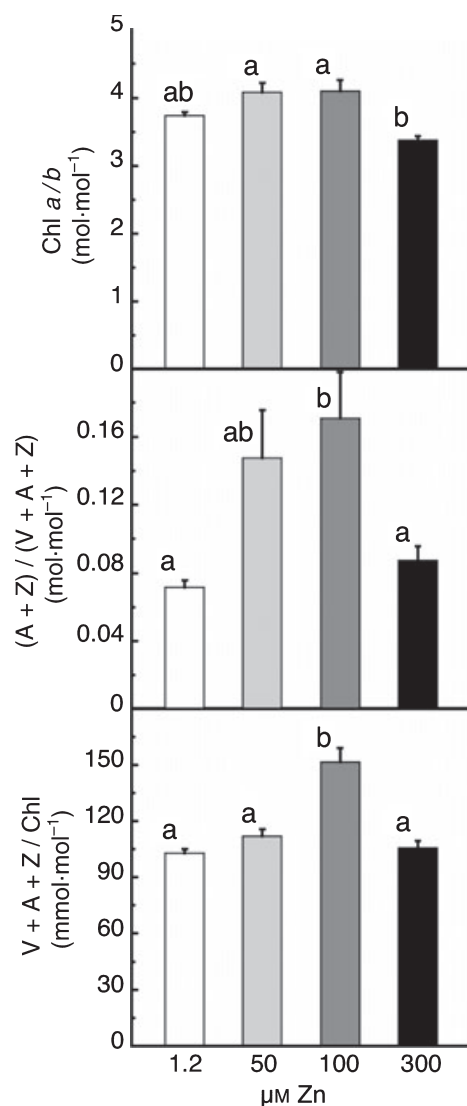 5
4
3
2
1
0
Chl a/b
(mol·mol⁻¹)
ab
a
a
b
0.16
0.12
0.08
0.04
0
(A + Z) / (V + A + Z)
(mol·mol⁻¹)
a
ab
b
a
150
120
90
60
30
0
V + A + Z / Chl
(mmol·mol⁻¹)
a
a
b
a
1.2 50 100 300
μM Zn